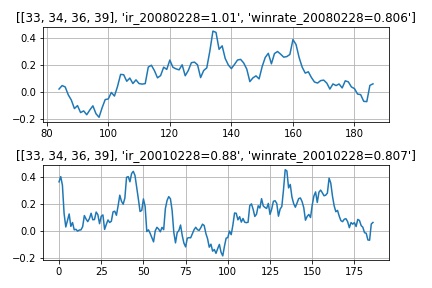 [[33, 34, 36, 39], 'ir_20080228=1.01', 'winrate_20080228=0.806']
0.4
0.2
0.0
−0.2
80 100 120 140 160 180
[[33, 34, 36, 39], 'ir_20010228=0.88', 'winrate_20010228=0.807']
0.4
0.2
0.0
−0.2
0 25 50 75 100 125 150 175